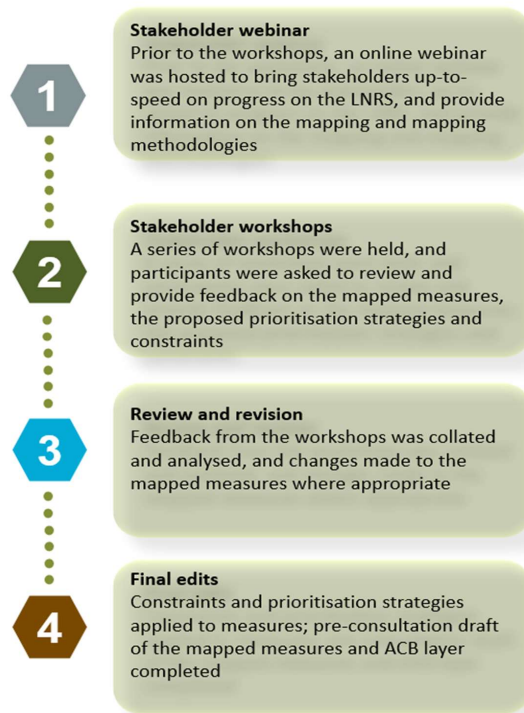 1
Stakeholder webinar
Prior to the workshops, an online webinar
was hosted to bring stakeholders up-to-
speed on progress on the LNRS, and provide
information on the mapping and mapping
methodologies
2
Stakeholder workshops
A series of workshops were held, and
participants were asked to review and
provide feedback on the mapped measures,
the proposed prioritisation strategies and
constraints
3
Review and revision
Feedback from the workshops was collated
and analysed, and changes made to the
mapped measures where appropriate
4
Final edits
Constraints and prioritisation strategies
applied to measures; pre-consultation draft
of the mapped measures and ACB layer
completed